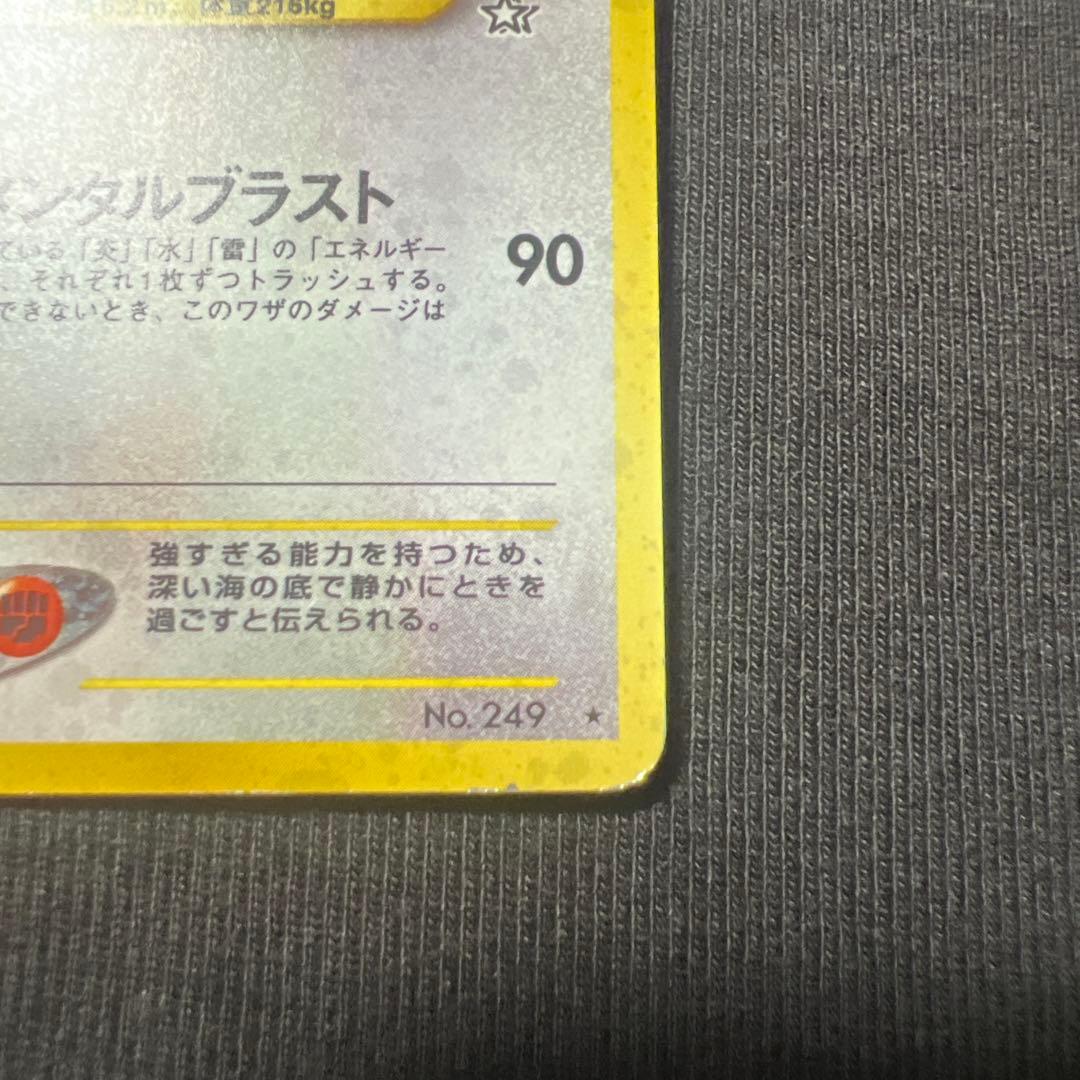 5.2m 体重216kg
メンタルブラスト
ている「炎」「水」「雷」の「エネルギー
、それぞれ1枚ずつトラッシュする。
できないとき、このワザのダメージは
90
強すぎる能力を持つため、
深い海の底で静かにときを
過ごすと伝えられる。
No. 249 ★